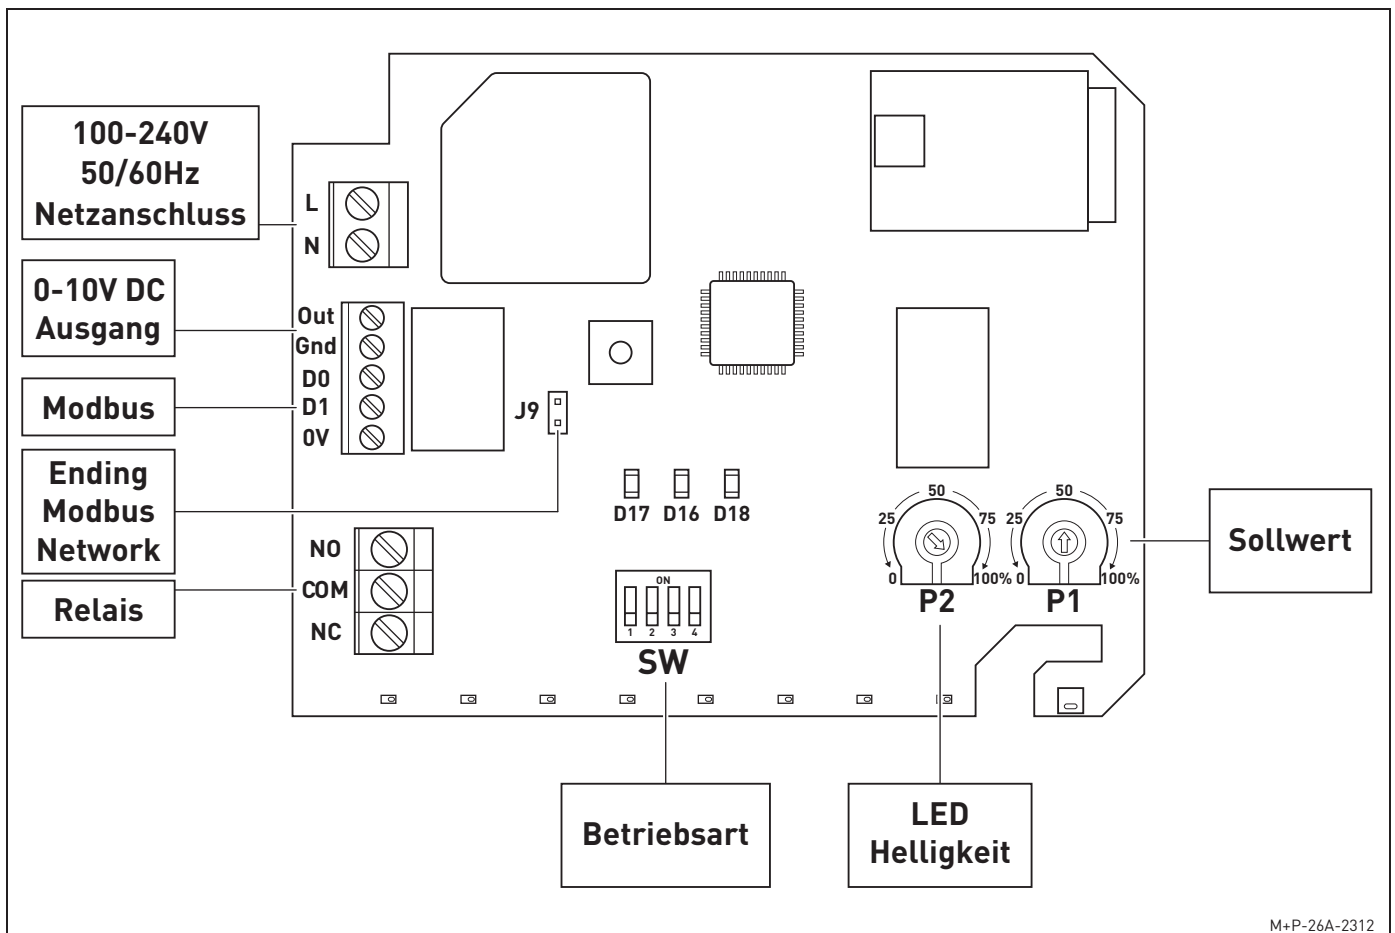 100-240V
50/60Hz
Netzanschluss
L
N
0-10V DC
Ausgang
Out
Gnd
D0
D1
0V
Modbus
J9
Ending
Modbus
Network
D17 D16 D18
NO
COM
NC
Relais
ON
1 2 3 4
SW
Betriebsart
0
25
50
75
100%
P2
LED
Helligkeit
0
25
50
75
100%
P1
Sollwert
M+P-26A-2312